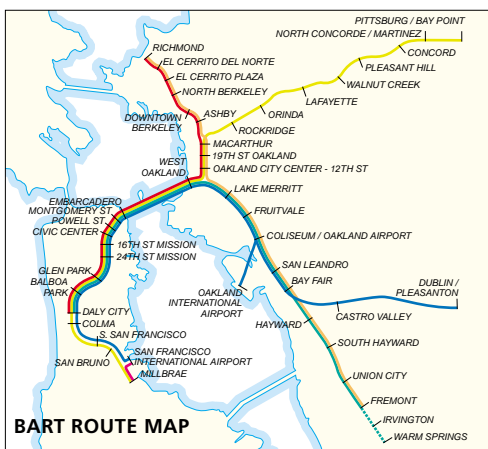 PITTSBURG / BAY POINT
NORTH CONCORDE / MARTINEZ
CONCORD
PLEASANT HILL
WALNUT CREEK
LAFAYETTE
ORINDA
ROCKRIDGE
RICHMOND
EL CERRITO DEL NORTE
EL CERRITO PLAZA
NORTH BERKELEY
DOWNTOWN
BERKELEY
ASHBY
MACARTHUR
19TH ST OAKLAND
OAKLAND CITY CENTER - 12TH ST
WEST
OAKLAND
LAKE MERRITT
FRUITVALE
COLISEUM / OAKLAND AIRPORT
SAN LEANDRO
BAY FAIR
OAKLAND
INTERNATIONAL
AIRPORT
DUBLIN /
PLEASANTON
CASTRO VALLEY
HAYWARD
SOUTH HAYWARD
UNION CITY
FREMONT
IRVINGTON
WARM SPRINGS
EMBARCADERO
MONTGOMERY ST
POWELL ST
CIVIC CENTER
16TH ST MISSION
24TH ST MISSION
GLEN PARK
BALBOA
PARK
DALY CITY
COLMA
S. SAN FRANCISCO
SAN BRUNO
SAN FRANCISCO
INTERNATIONAL AIRPORT
MILLBRAE
BART ROUTE MAP